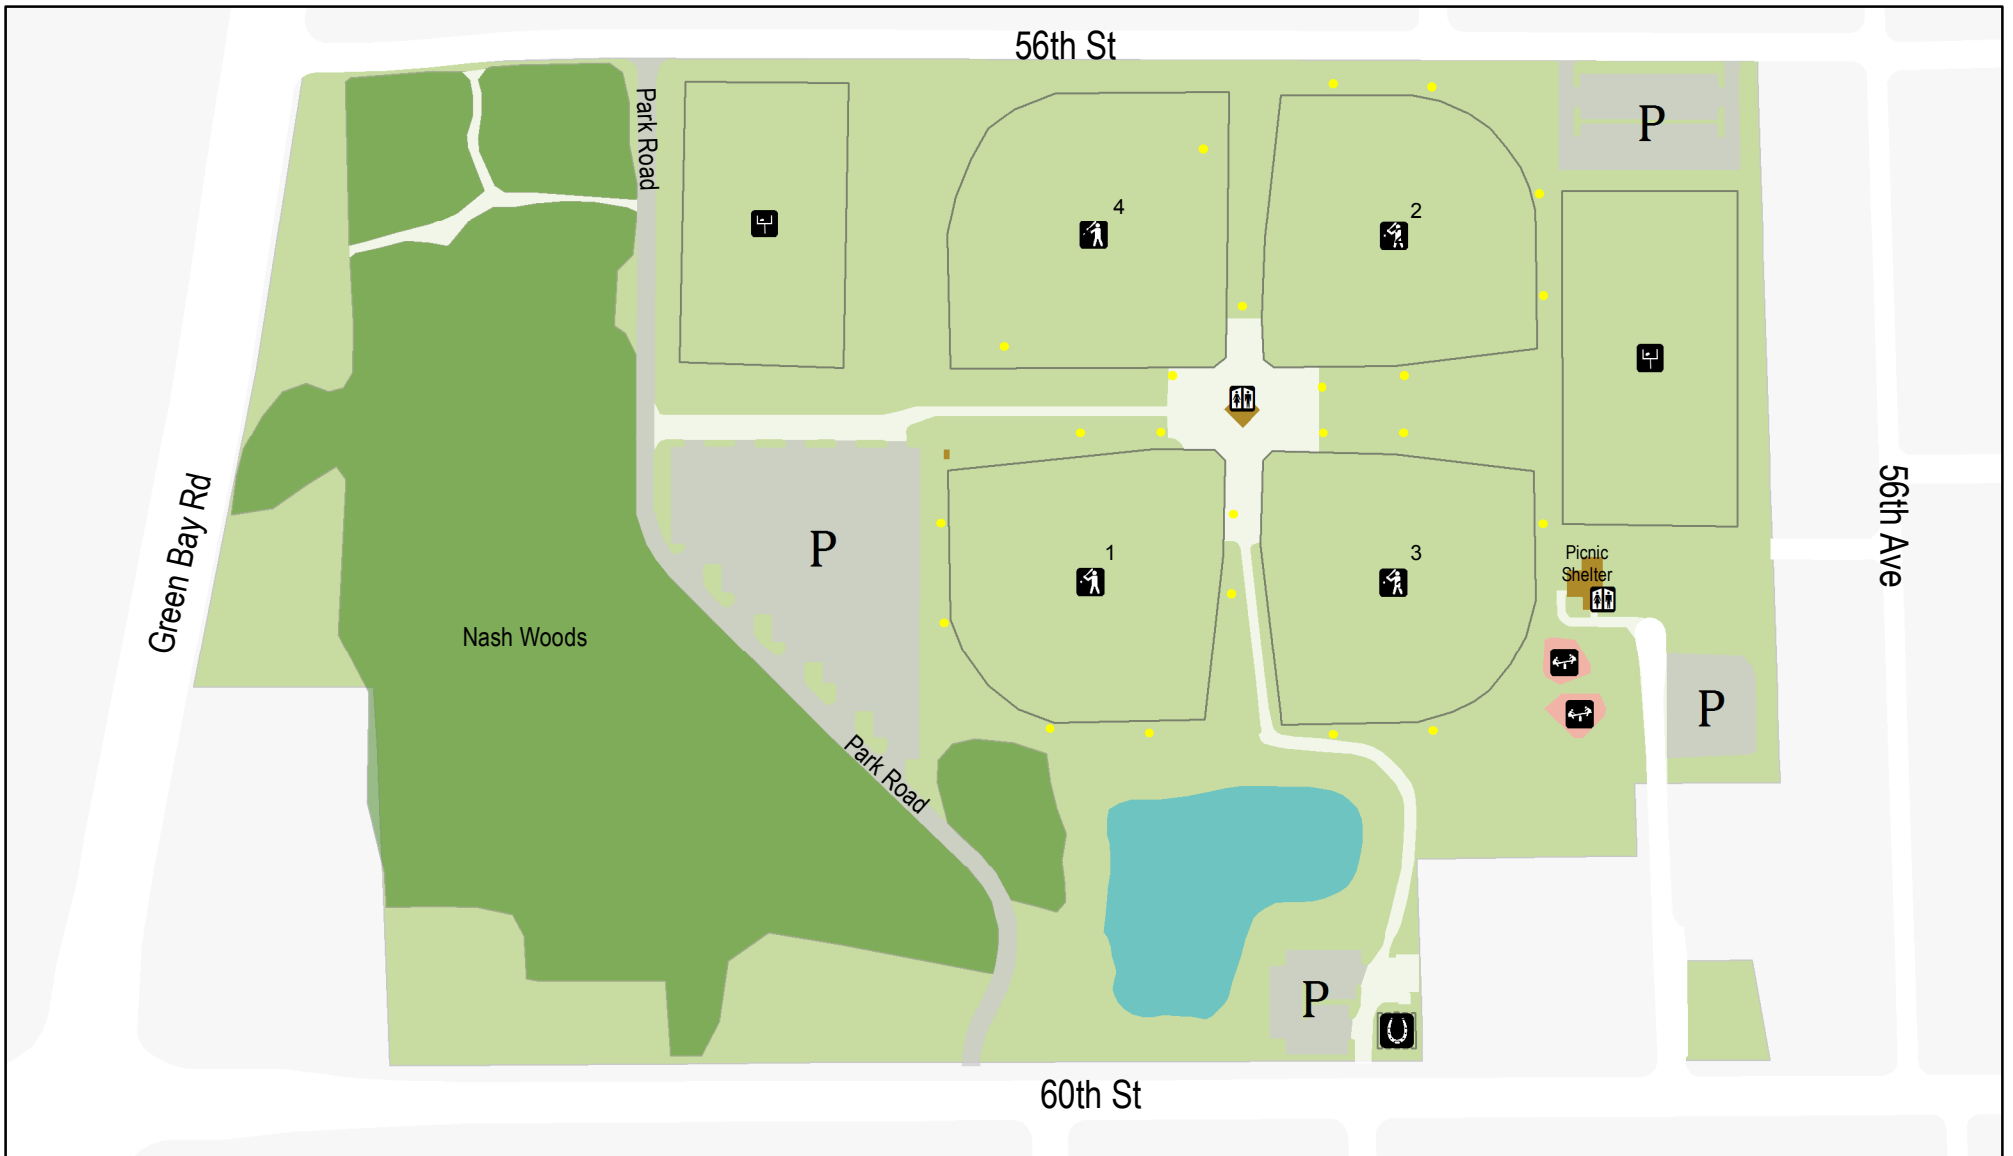 56th St
Park Road
P
4
2
Green Bay Rd
56th Ave
P
1
3
Picnic
Shelter
Nash Woods
P
Park Road
P
60th St